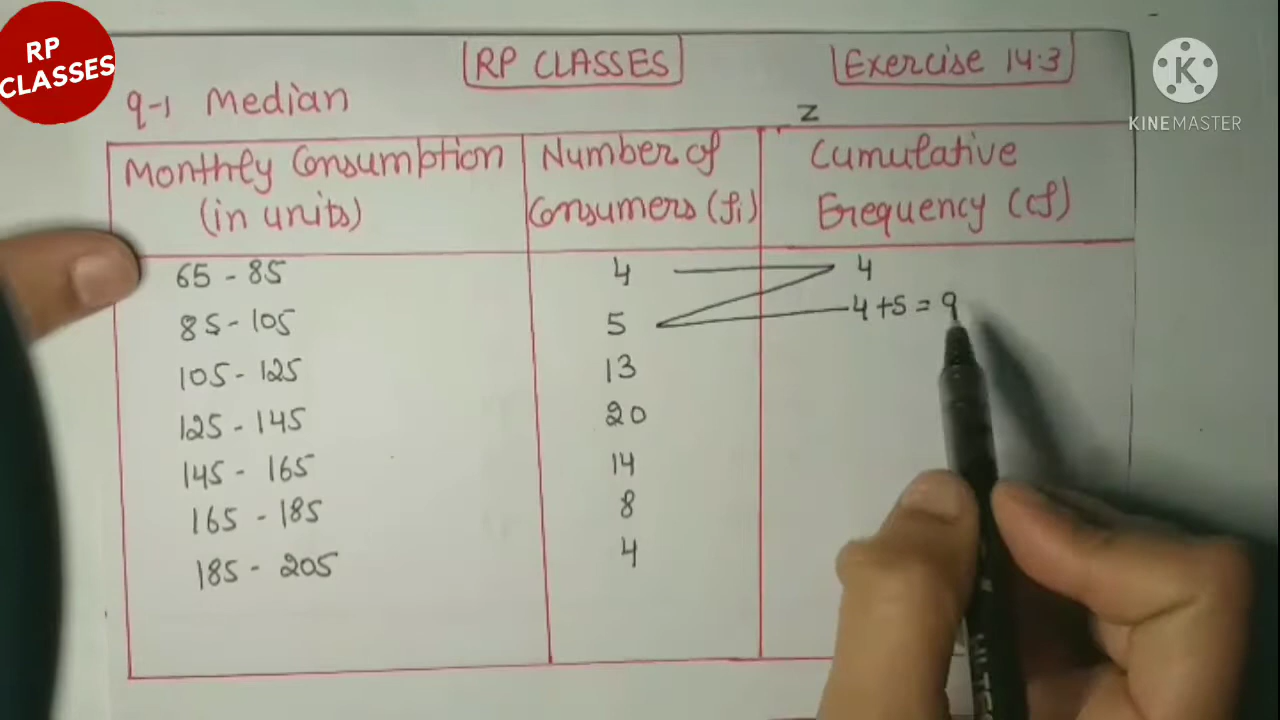 RP
CLASSES
RP CLASSES
Exercise 14.3
KINEMASTER
q-1 Median
z
Monthly Consumption
(in units)
Number of
Consumers (fi)
Cumulative
Frequency (cf)
65 - 85 4 4
85 - 105 5 4+5 = 9
105 - 125 13
125 - 145 20
145 - 165 14
165 - 185 8
185 - 205 4